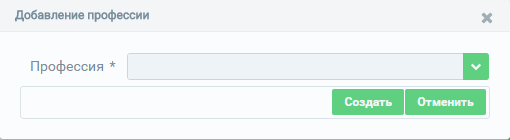 Добавление профессии
Профессия *
Создать Отменить